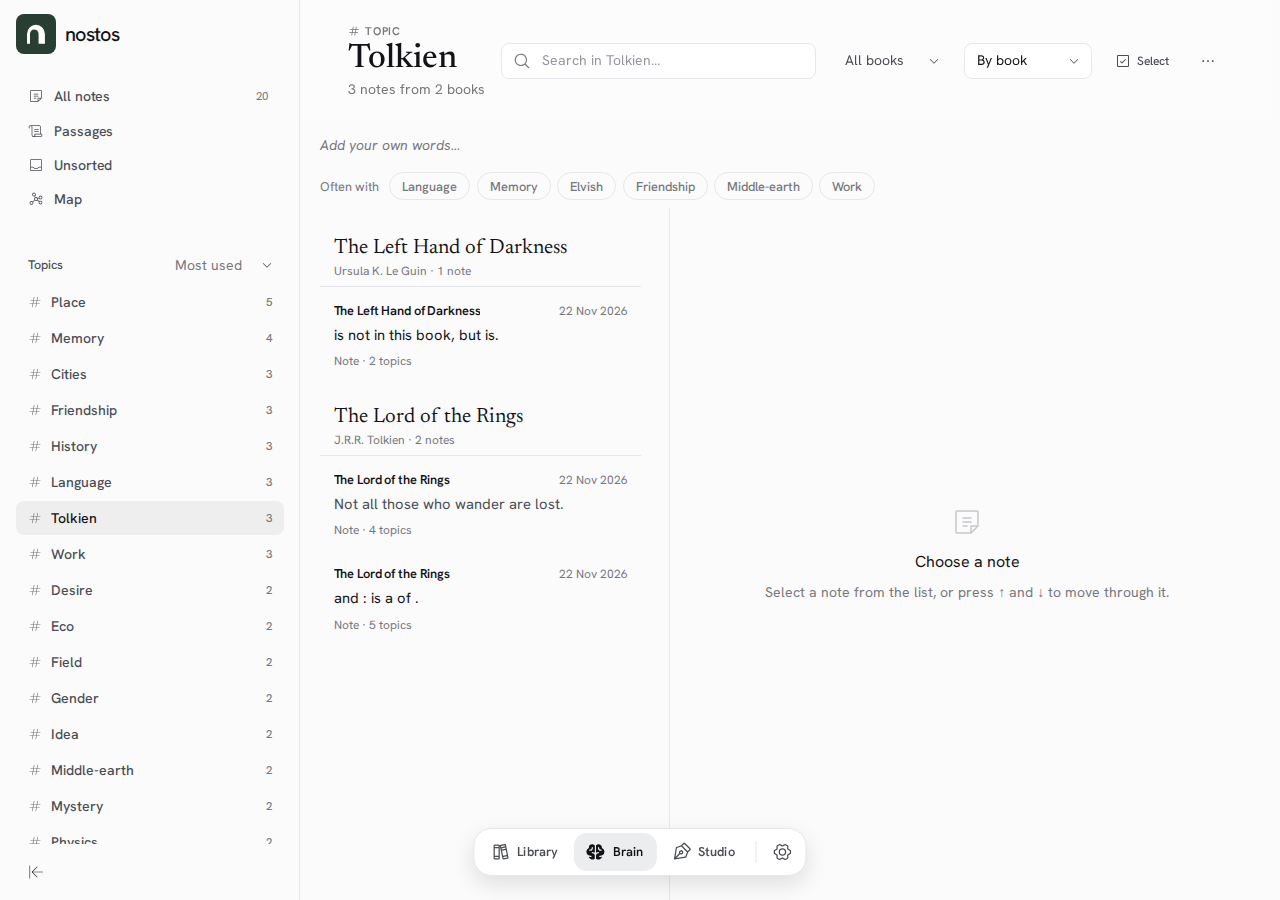 nostos
All notes 20
Passages
Unsorted
Map
Topics Most used
# Place 5
# Memory 4
# Cities 3
# Friendship 3
# History 3
# Language 3
# Tolkien 3
# Work 3
# Desire 2
# Eco 2
# Field 2
# Gender 2
# Idea 2
# Middle-earth 2
# Mystery 2
# Physics 2
# TOPIC
Tolkien
3 notes from 2 books
Search in Tolkien...
All books
By book
Select
...
Add your own words...
Often with Language Memory Elvish Friendship Middle-earth Work
The Left Hand of Darkness
Ursula K. Le Guin · 1 note
The Left Hand of Darkness 22 Nov 2026
is not in this book, but is.
Note · 2 topics
The Lord of the Rings
J.R.R. Tolkien · 2 notes
The Lord of the Rings 22 Nov 2026
Not all those who wander are lost.
Note · 4 topics
The Lord of the Rings 22 Nov 2026
and : is a of .
Note · 5 topics
Choose a note
Select a note from the list, or press ↑ and ↓ to move through it.
Library Brain Studio